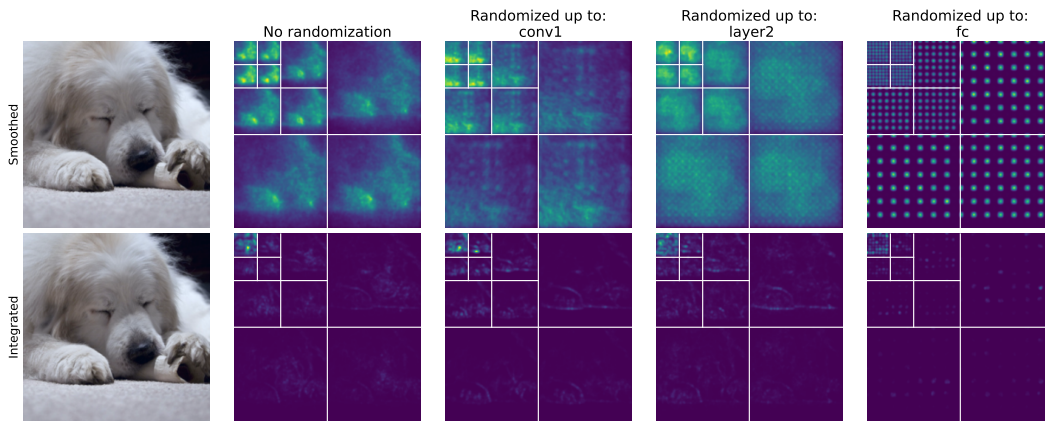 No randomization
Randomized up to:
conv1
Randomized up to:
layer2
Randomized up to:
fc
Smoothed
Integrated